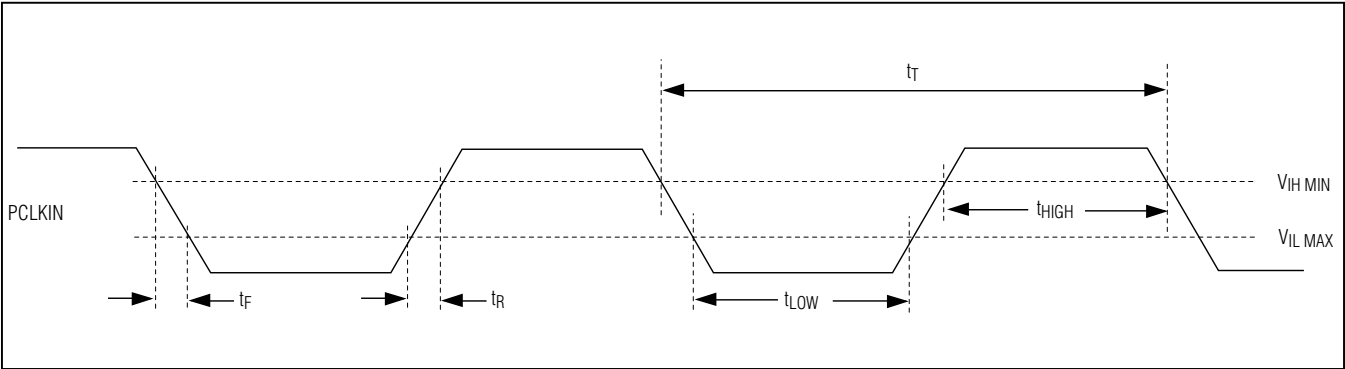 tT
VIH MIN
PCLKIN
tHIGH
VIL MAX
tF
tR
tLOW